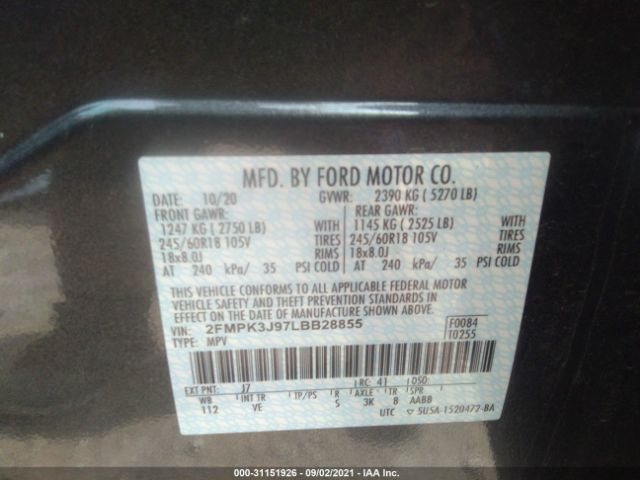 MFD. BY FORD MOTOR CO.
DATE: 10/20 GVWR: 2390 KG ( 5270 LB)
FRONT GAWR: REAR GAWR:
1247 KG ( 2750 LB) WITH 1145 KG ( 2525 LB) WITH
245/60R18 105V TIRES 245/60R18 105V TIRES
18x8.0J RIMS 18x8.0J RIMS
AT 240 kPa/ 35 PSI COLD AT 240 kPa/ 35 PSI COLD
THIS VEHICLE CONFORMS TO ALL APPLICABLE FEDERAL MOTOR
VEHICLE SAFETY AND BUMPER AND THEFT PREVENTION STANDARDS IN
EFFECT ON THE DATE OF MANUFACTURE SHOWN ABOVE.
VIN: 2FMPK3J97LBB28855 F0084
TYPE: MPV T0255
EXT PNT: J7 RC: 41 DSO:
WB INT TR TP/PS R AXLE TR SPR
112 VE S 3K 8 AABB
UTC ▽ SU5A-1520472-BA
000-31151926 - 09/02/2021 - IAA Inc.